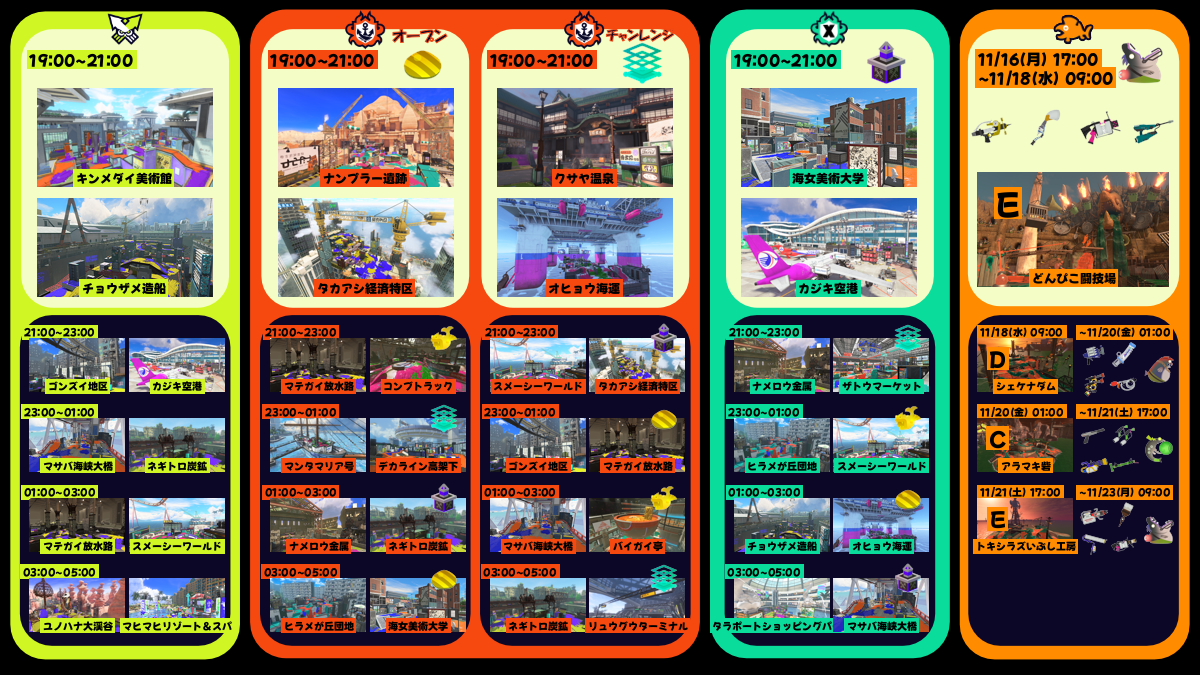 19:00~21:00
キンメダイ美術館
チョウザメ造船
21:00~23:00
ゴンズイ地区
カジキ空港
23:00~01:00
マサバ海峡大橋
ネギトロ炭鉱
01:00~03:00
マテガイ放水路
スメーシーワールド
03:00~05:00
ユノハナ大渓谷
マヒマヒリゾート&スパ
オープン
19:00~21:00
ナンプラー遺跡
タカアシ経済特区
21:00~23:00
マテガイ放水路
コンブトラック
23:00~01:00
マンタマリア号
デカライン高架下
01:00~03:00
ナメロウ金属
ネギトロ炭鉱
03:00~05:00
ヒラメが丘団地
海女美術大学
チャンレンジ
19:00~21:00
クサヤ温泉
オヒョウ海運
21:00~23:00
スメーシーワールド
タカアシ経済特区
23:00~01:00
ゴンズイ地区
マテガイ放水路
01:00~03:00
マサバ海峡大橋
バイガイ亭
03:00~05:00
ネギトロ炭鉱
リュウグウターミナル
X
19:00~21:00
海女美術大学
カジキ空港
21:00~23:00
ナメロウ金属
ザトウマーケット
23:00~01:00
ヒラメが丘団地
スメーシーワールド
01:00~03:00
チョウザメ造船
オヒョウ海運
03:00~05:00
タラポートショッピングパ
マサバ海峡大橋
11/16(月) 17:00
~11/18(水) 09:00
E
どんぴこ闘技場
11/18(水) 09:00
~11/20(金) 01:00
D
シェケナダム
11/20(金) 01:00
~11/21(土) 17:00
C
アラマキ砦
11/21(土) 17:00
~11/23(月) 09:00
E
トキシラズいぶし工房